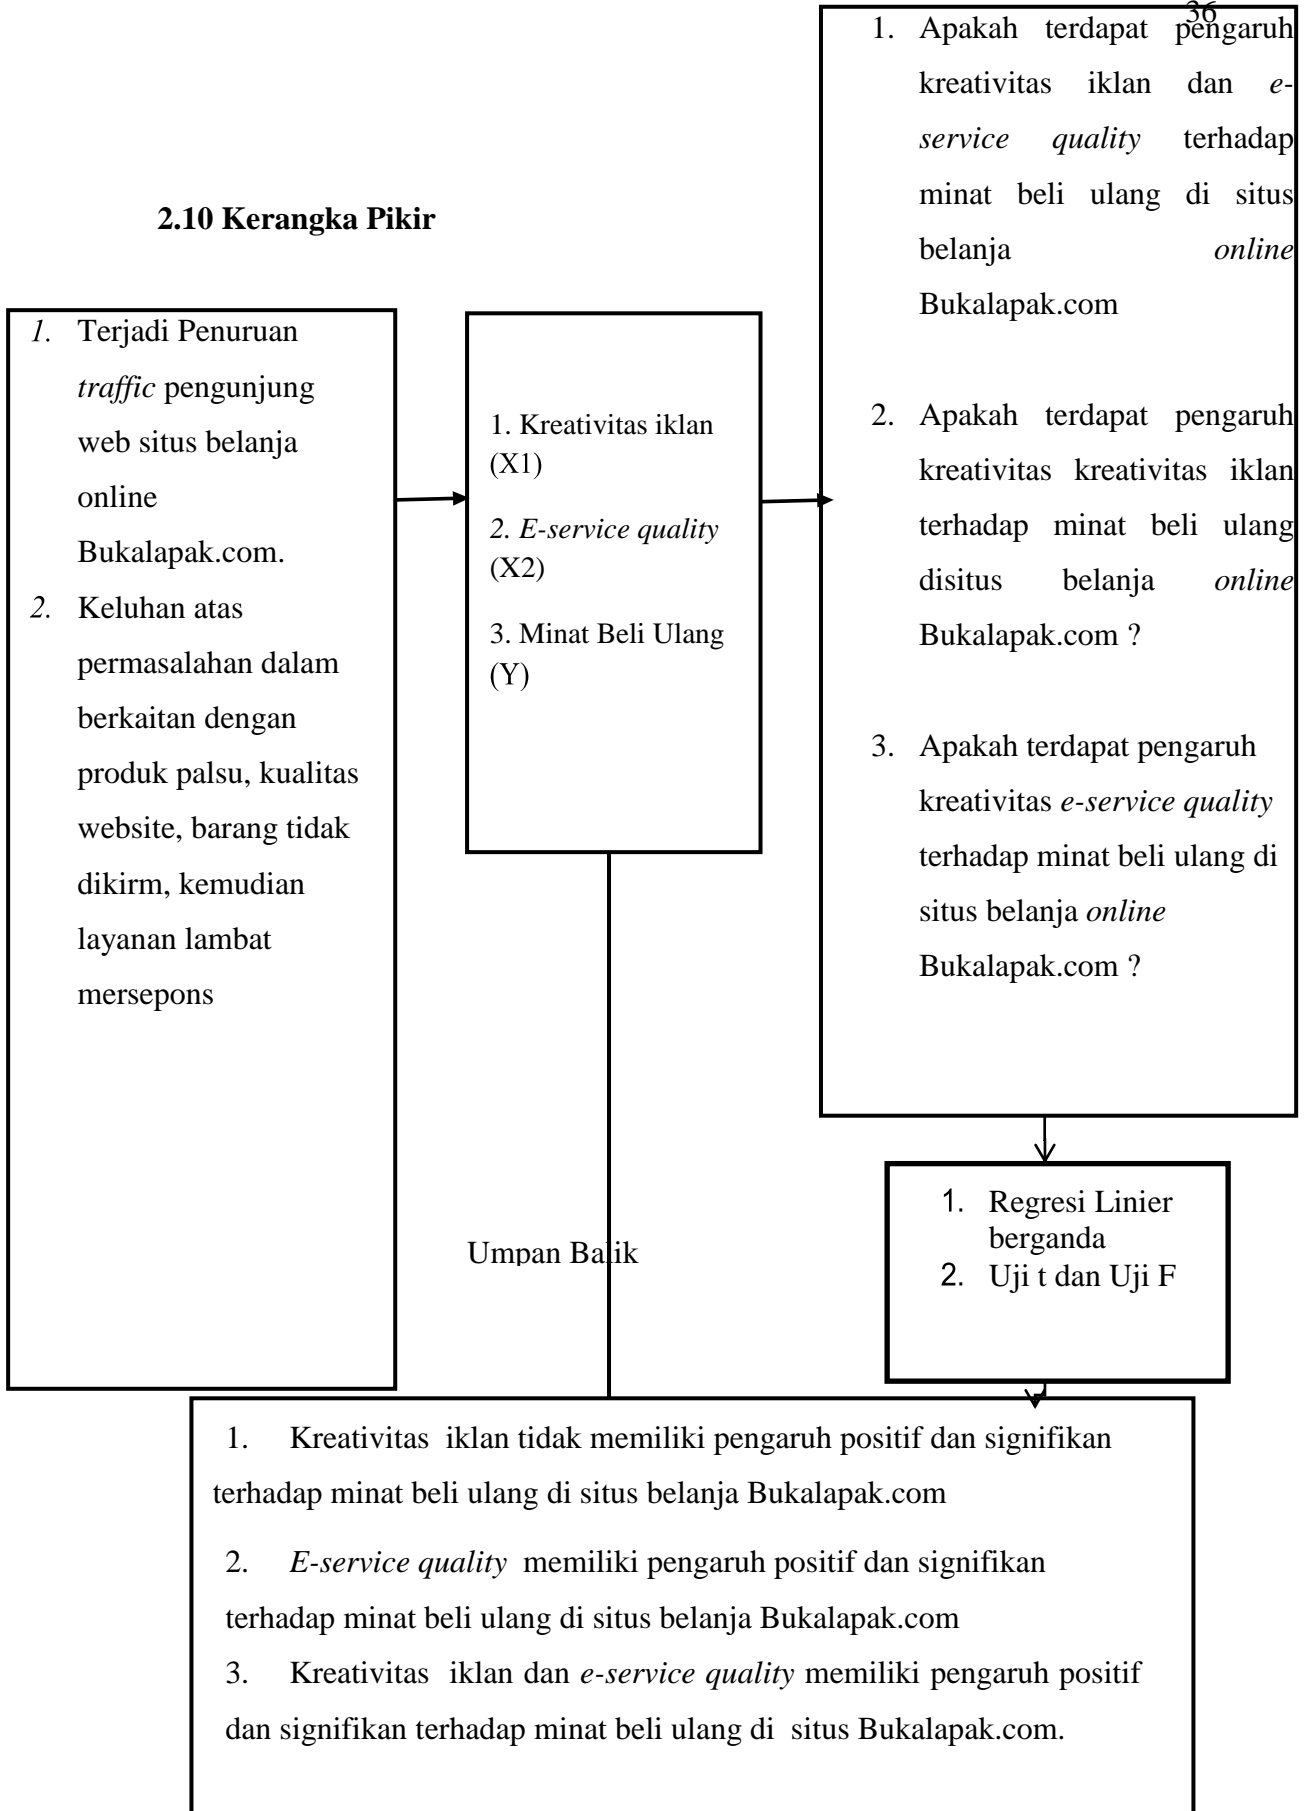 36
2.10 Kerangka Pikir
1. Terjadi Penuruan
traffic pengunjung
web situs belanja
online
Bukalapak.com.
2. Keluhan atas
permasalahan dalam
berkaitan dengan
produk palsu, kualitas
website, barang tidak
dikirm, kemudian
layanan lambat
mersepons
1. Kreativitas iklan
(X1)
2. E-service quality
(X2)
3. Minat Beli Ulang
(Y)
1. Apakah terdapat pengaruh
kreativitas iklan dan e-
service quality terhadap
minat beli ulang di situs
belanja online
Bukalapak.com
2. Apakah terdapat pengaruh
kreativitas kreativitas iklan
terhadap minat beli ulang
disitus belanja online
Bukalapak.com ?
3. Apakah terdapat pengaruh
kreativitas e-service quality
terhadap minat beli ulang di
situs belanja online
Bukalapak.com ?
1. Regresi Linier
berganda
2. Uji t dan Uji F
Umpan Balik
1. Kreativitas iklan tidak memiliki pengaruh positif dan signifikan
terhadap minat beli ulang di situs belanja Bukalapak.com
2. E-service quality memiliki pengaruh positif dan signifikan
terhadap minat beli ulang di situs belanja Bukalapak.com
3. Kreativitas iklan dan e-service quality memiliki pengaruh positif
dan signifikan terhadap minat beli ulang di situs Bukalapak.com.